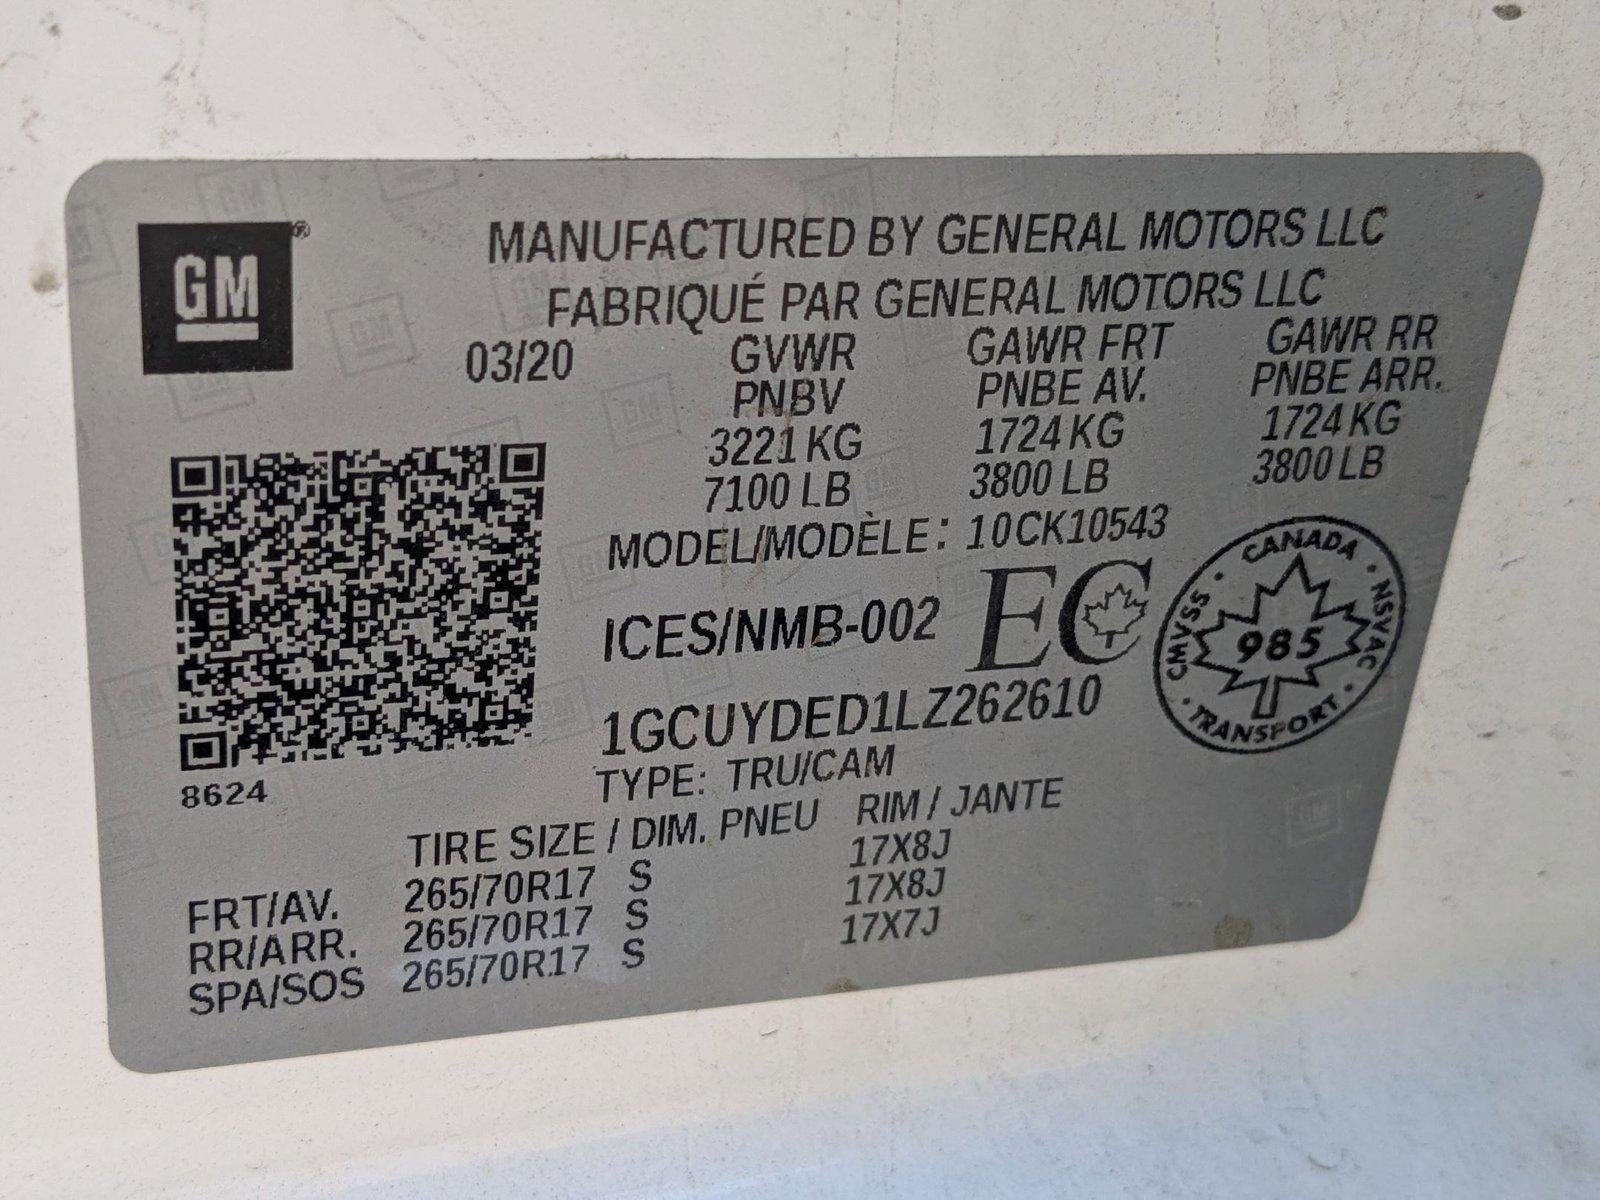 GM®
MANUFACTURED BY GENERAL MOTORS LLC
FABRIQUÉ PAR GENERAL MOTORS LLC
03/20 GVWR GAWR FRT GAWR RR
PNBV PNBE AV. PNBE ARR.
3221 KG 1724 KG 1724 KG
7100 LB 3800 LB 3800 LB
MODEL/MODÈLE: 10CK10543
ICES/NMB-002 EC
CANADA · NSVAC · TRANSPORT · CMVSS ·
985
1GCUYDED1LZ262610
8624
TYPE: TRU/CAM
TIRE SIZE / DIM. PNEU RIM / JANTE
FRT/AV. 265/70R17 S 17X8J
RR/ARR. 265/70R17 S 17X8J
SPA/SOS 265/70R17 S 17X7J